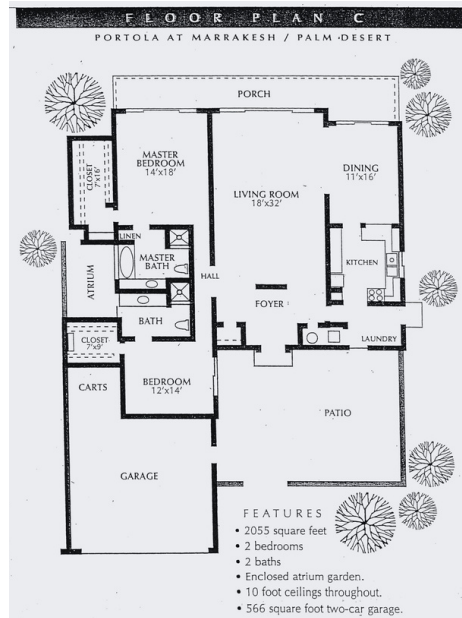 FLOOR PLAN C
PORTOLA AT MARRAKESH / PALM DESERT
PORCH
MASTER
BEDROOM
14'x18'
CLOSET
7'x16'
DINING
11'x16'
LIVING ROOM
18'x32'
LINEN
MASTER
BATH
KITCHEN
ATRIUM
HALL
FOYER
BATH
CLOSET
7'x9'
LAUNDRY
BEDROOM
12'x14'
CARTS
PATIO
GARAGE
FEATURES
• 2055 square feet
• 2 bedrooms
• 2 baths
• Enclosed atrium garden.
• 10 foot ceilings throughout.
• 566 square foot two-car garage.